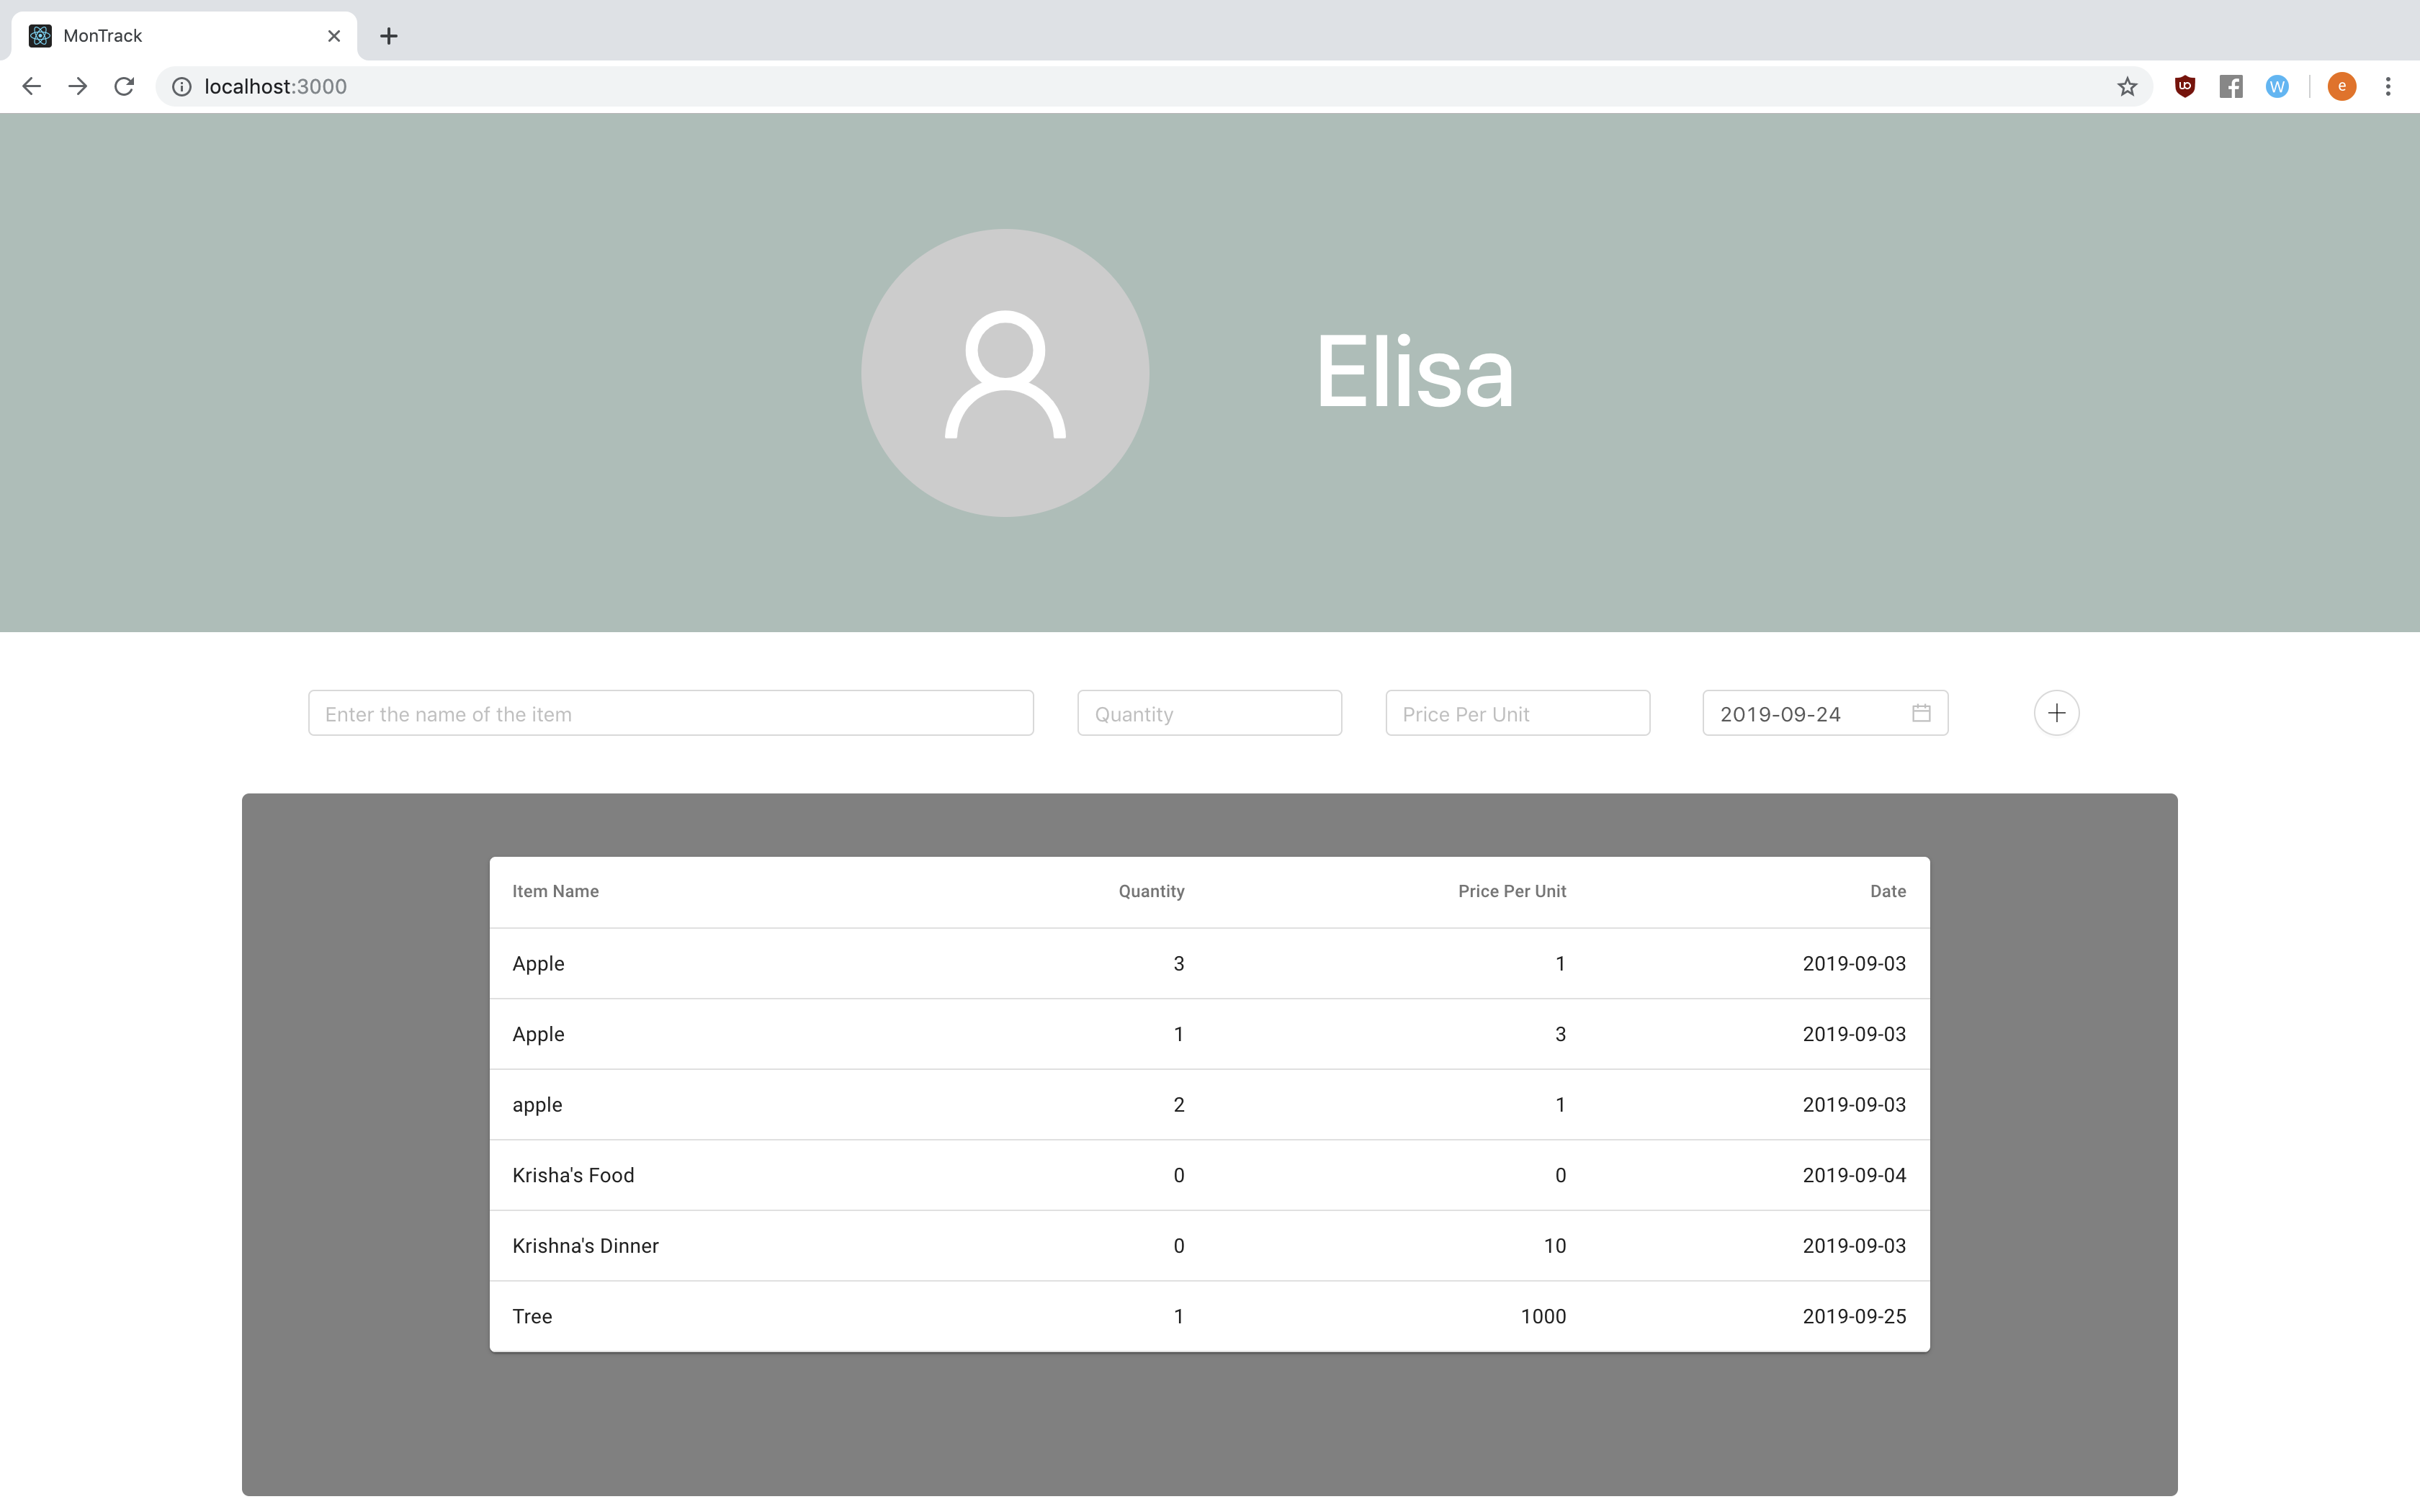 MonTrack
localhost:3000
uo
W
e
Elisa
Enter the name of the item Quantity Price Per Unit 2019-09-24
Item Name Quantity Price Per Unit Date
Apple 3 1 2019-09-03
Apple 1 3 2019-09-03
apple 2 1 2019-09-03
Krisha's Food 0 0 2019-09-04
Krishna's Dinner 0 10 2019-09-03
Tree 1 1000 2019-09-25